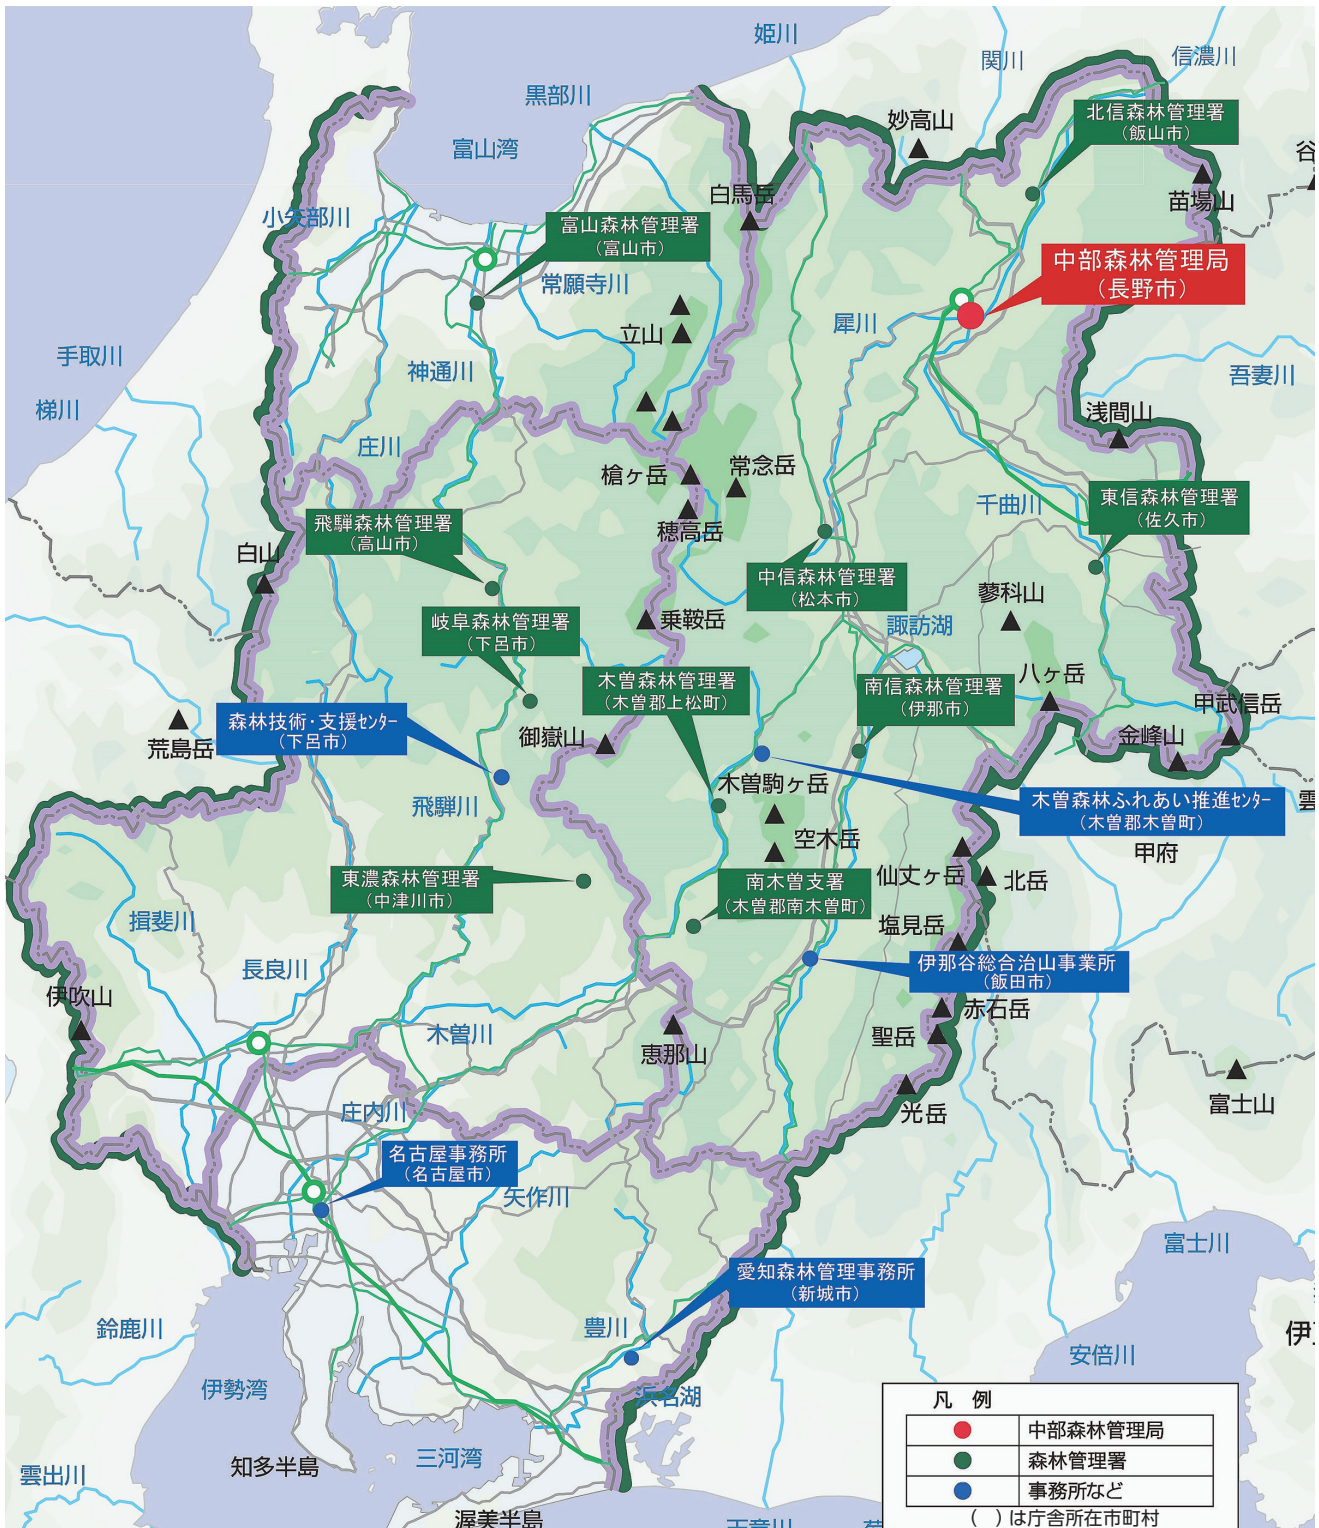 姫川
関川
信濃川
黒部川
北信森林管理署
(飯山市)
妙高山
富山湾
谷
白馬岳
苗場山
小矢部川
富山森林管理署
(富山市)
中部森林管理局
(長野市)
常願寺川
立山
犀川
手取川
神通川
吾妻川
梯川
浅間山
庄川
槍ヶ岳
常念岳
千曲川
東信森林管理署
(佐久市)
飛騨森林管理署
(高山市)
穂高岳
白山
中信森林管理署
(松本市)
蓼科山
岐阜森林管理署
(下呂市)
乗鞍岳
諏訪湖
木曽森林管理署
(木曽郡上松町)
南信森林管理署
(伊那市)
八ヶ岳
甲武信岳
森林技術・支援センター
(下呂市)
荒島岳
御嶽山
金峰山
木曽駒ヶ岳
飛騨川
木曽森林ふれあい推進センター
(木曽郡木曽町)
雲
空木岳
甲府
東濃森林管理署
(中津川市)
南木曽支署
(木曽郡南木曽町)
仙丈ヶ岳
北岳
揖斐川
塩見岳
長良川
伊那谷総合治山事業所
(飯田市)
伊吹山
赤石岳
木曽川
恵那山
聖岳
庄内川
光岳
富士山
名古屋事務所
(名古屋市)
矢作川
富士川
愛知森林管理事務所
(新城市)
鈴鹿川
豊川
伊
安倍川
伊勢湾
浜名湖
凡 例
中部森林管理局
森林管理署
事務所など
( )は庁舎所在市町村
三河湾
知多半島
雲出川
渥美半島
天竜川